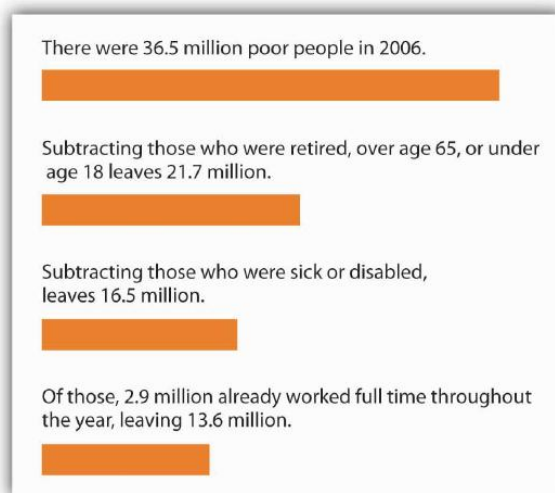 There were 36.5 million poor people in 2006.
Subtracting those who were retired, over age 65, or under
age 18 leaves 21.7 million.
Subtracting those who were sick or disabled,
leaves 16.5 million.
Of those, 2.9 million already worked full time throughout
the year, leaving 13.6 million.